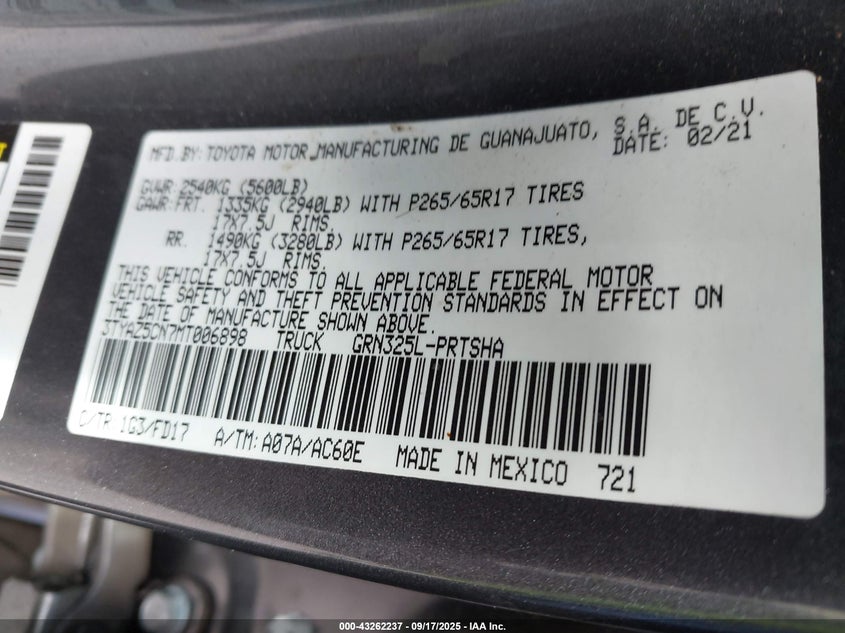 MFD.BY: TOYOTA MOTOR MANUFACTURING DE GUANAJUATO, S.A. DE C.V.
DATE: 02/21
GVWR: 2540KG (5600LB)
GAWR: FRT. 1335KG (2940LB) WITH P265/65R17 TIRES
17X7.5J RIMS.
RR. 1490KG (3280LB) WITH P265/65R17 TIRES,
17X7.5J RIMS.
THIS VEHICLE CONFORMS TO ALL APPLICABLE FEDERAL MOTOR
VEHICLE SAFETY AND THEFT PREVENTION STANDARDS IN EFFECT ON
THE DATE OF MANUFACTURE SHOWN ABOVE.
3TYAZ5CN7MT006898 TRUCK GRN325L-PRTSHA
C/TR: 1G3/FD17 A/TM: A07A/AC60E MADE IN MEXICO 721
000-43262237 - 09/17/2025 - IAA Inc.